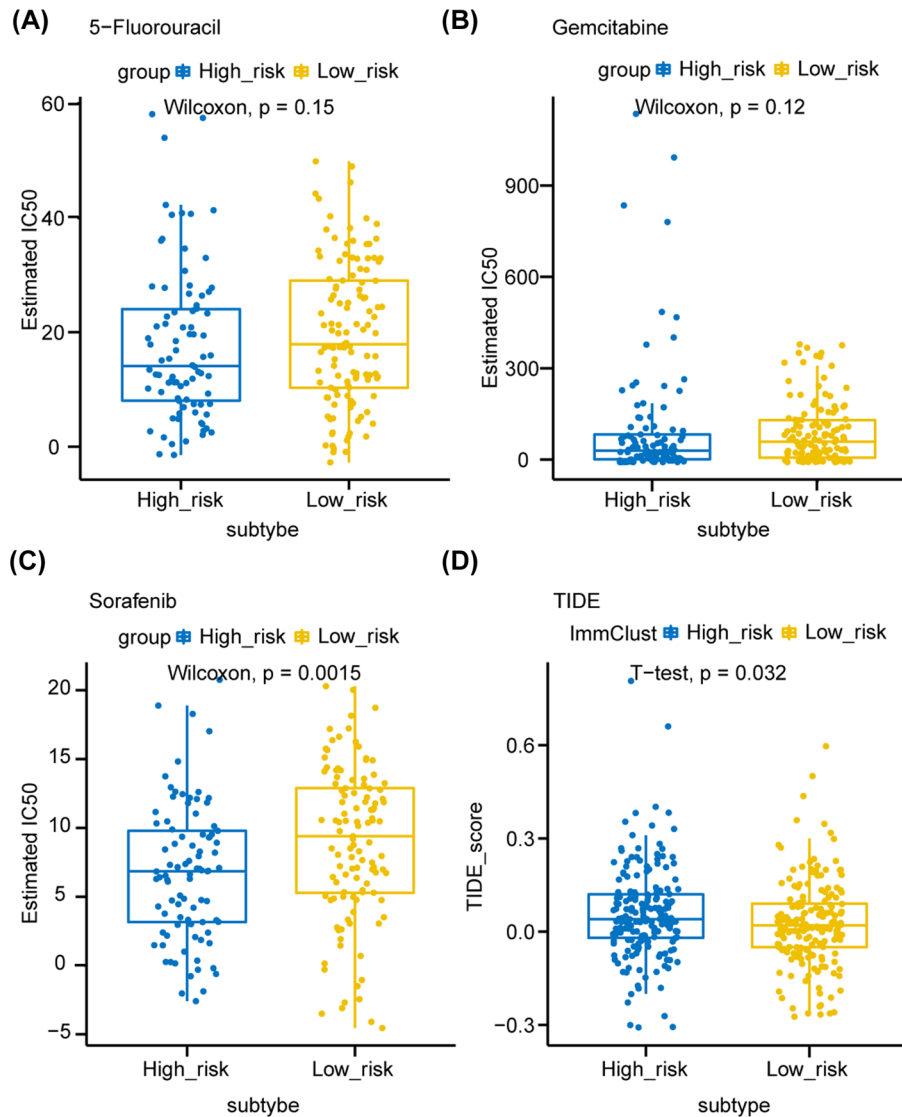 (A)
5−Fluorouracil
group High_risk Low_risk
Wilcoxon, p = 0.15
Estimated IC50
60
40
20
0
High_risk Low_risk
subtybe
(B)
Gemcitabine
group High_risk Low_risk
Wilcoxon, p = 0.12
Estimated IC50
900
600
300
0
High_risk Low_risk
subtybe
(C)
Sorafenib
group High_risk Low_risk
Wilcoxon, p = 0.0015
Estimated IC50
20
15
10
5
0
−5
High_risk Low_risk
subtybe
(D)
TIDE
ImmClust High_risk Low_risk
T−test, p = 0.032
TIDE_score
0.6
0.3
0.0
−0.3
High_risk Low_risk
subtype